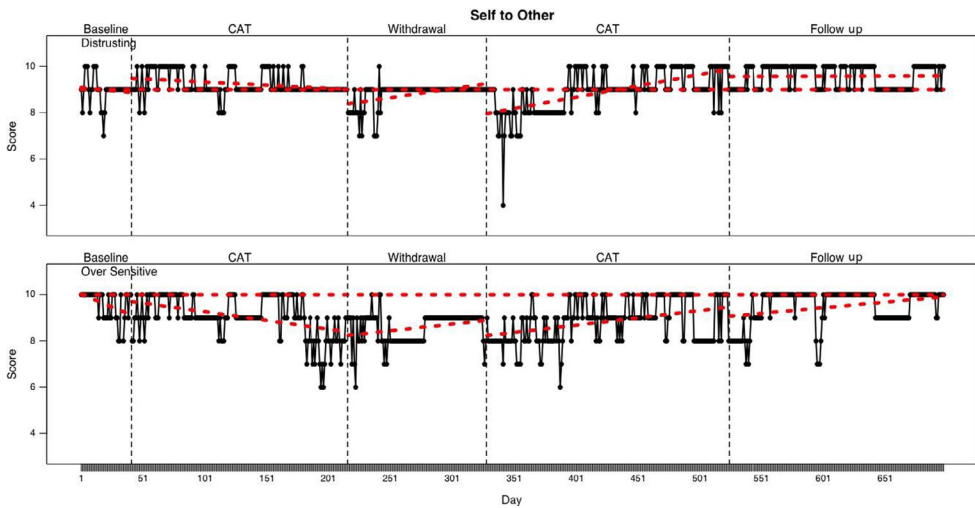 Self to Other
Baseline CAT Withdrawal CAT Follow up
Distrusting
10
8
6
4
Score
Baseline CAT Withdrawal CAT Follow up
Over Sensitive
10
8
6
4
Score
1 51 101 151 201 251 301 351 401 451 501 551 601 651
Day